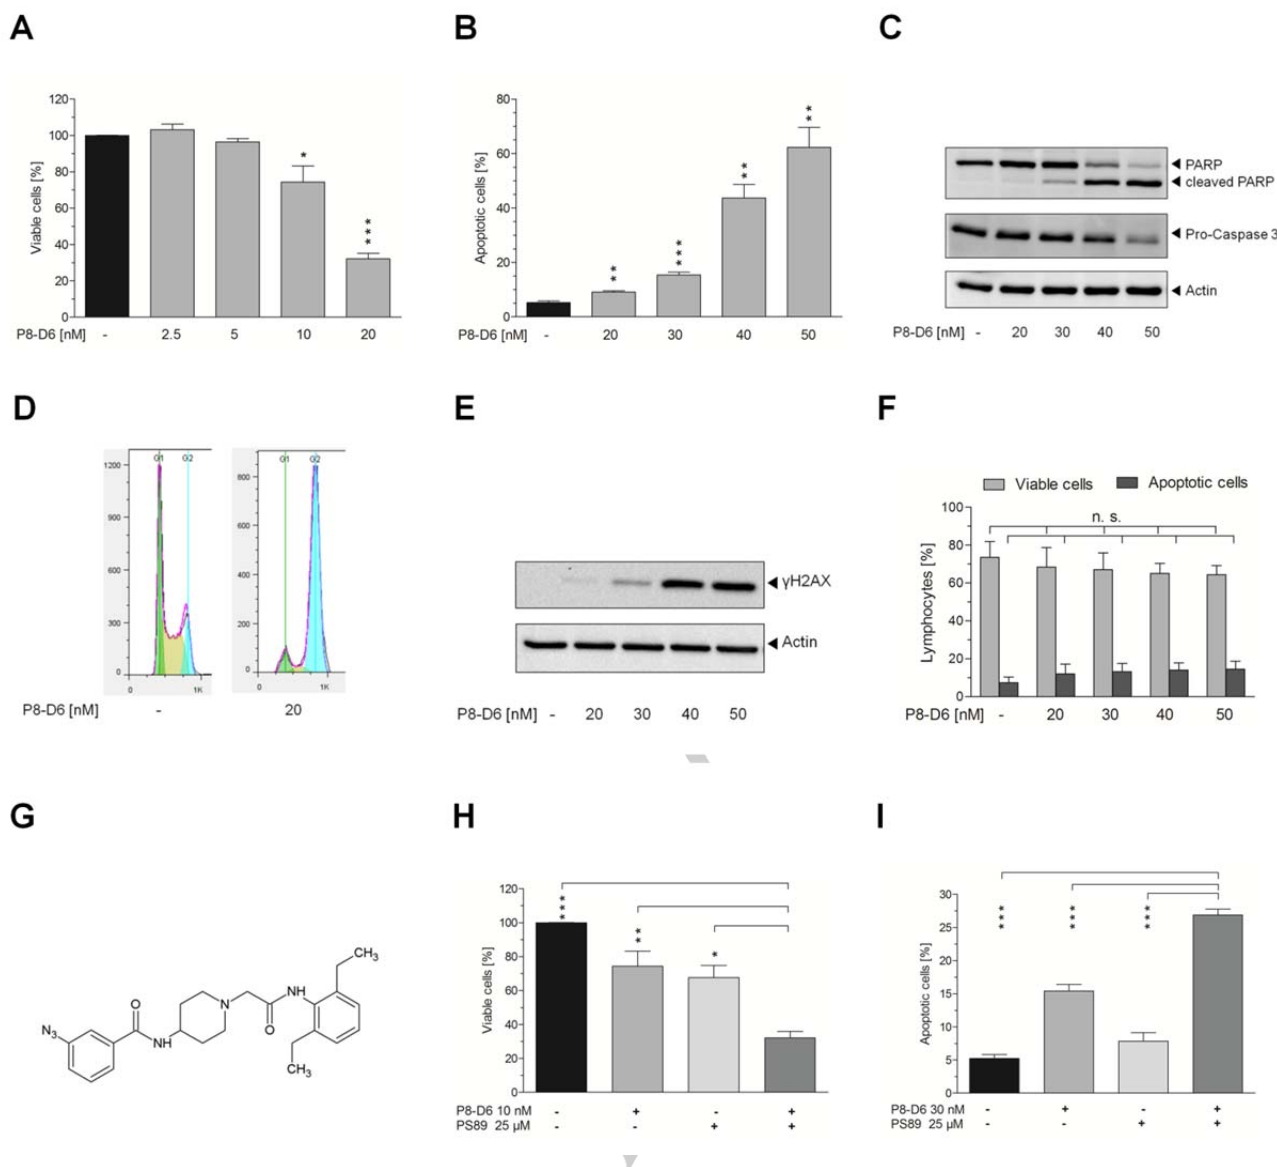 A
Viable cells [%]
120
100
80
60
40
20
0
*
***
P8-D6 [nM] - 2.5 5 10 20
B
Apoptotic cells [%]
80
60
40
20
0
**
***
**
**
P8-D6 [nM] - 20 30 40 50
C
PARP
cleaved PARP
Pro-Caspase 3
Actin
P8-D6 [nM] - 20 30 40 50
D
G1 G2
1200
900
600
300
0
0 1K
G1 G2
800
600
400
200
0
0 1K
P8-D6 [nM] - 20
E
γH2AX
Actin
P8-D6 [nM] - 20 30 40 50
F
Viable cells Apoptotic cells
n. s.
Lymphocytes [%]
100
80
60
40
20
0
P8-D6 [nM] - 20 30 40 50
G
N3
O
NH
N
O
NH
CH3
CH3
H
Viable cells [%]
120
100
80
60
40
20
0
***
**
*
P8-D6 10 nM - + - +
PS89 25 µM - - + +
I
Apoptotic cells [%]
30
25
20
15
10
5
0
***
***
***
P8-D6 30 nM - + - +
PS89 25 µM - - + +